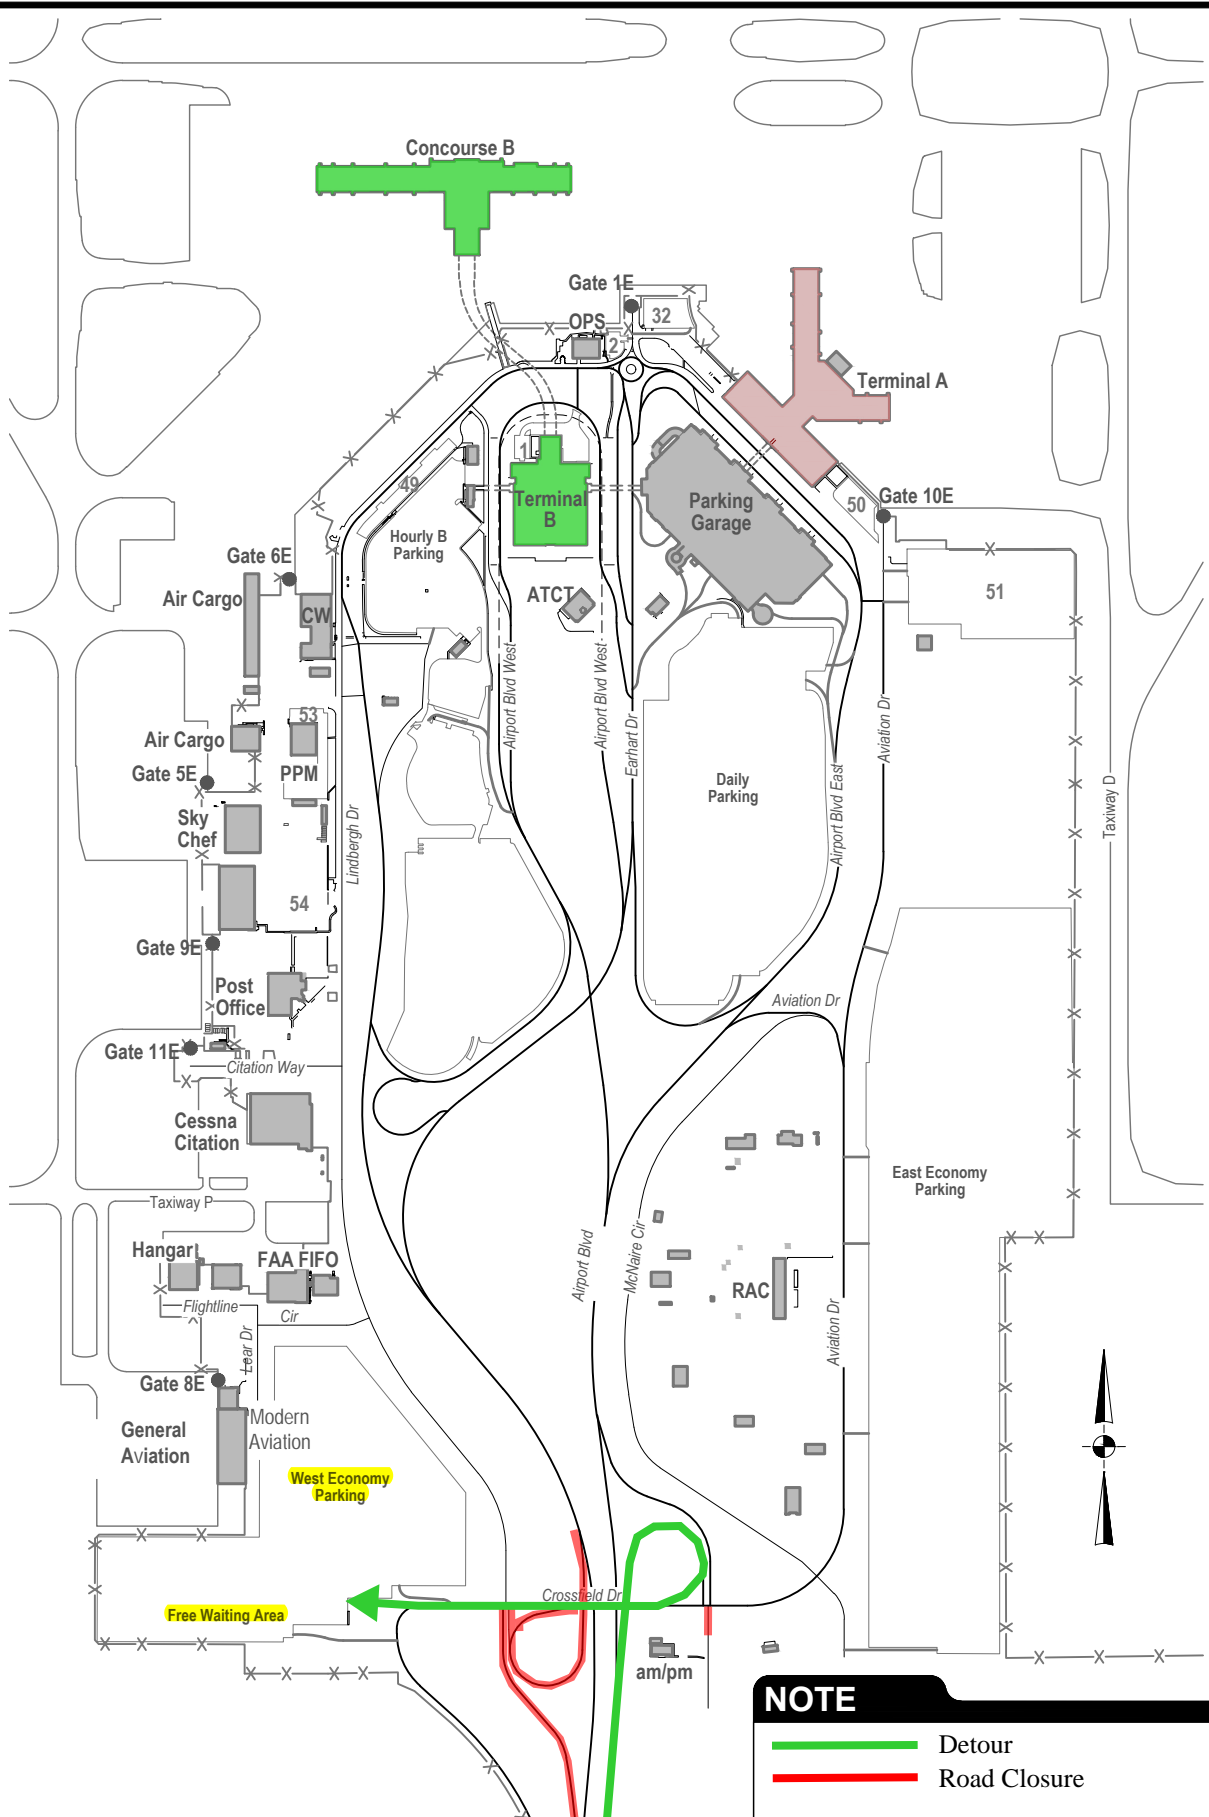 Concourse B
Gate 1E
32
OPS
2
Terminal A
1
49
Terminal
B
Parking
Garage
50
Gate 10E
Hourly B
Parking
Gate 6E
Air Cargo
CW
ATCT
51
Airport Blvd West
Airport Blvd West
Earhart Dr
Aviation Dr
53
Air Cargo
Gate 5E
PPM
Daily
Parking
Airport Blvd East
Taxiway D
Sky
Chef
Lindbergh Dr
54
Gate 9E
Post
Office
Aviation Dr
Gate 11E
Citation Way
Cessna
Citation
East Economy
Parking
Taxiway P
Hangar
FAA FIFO
Airport Blvd
McNaire Cir
RAC
Flightline
Cir
Lear Dr
Aviation Dr
Gate 8E
General
Aviation
Modern
Aviation
West Economy
Parking
Crossfield Dr
Free Waiting Area
am/pm
NOTE
Detour
Road Closure